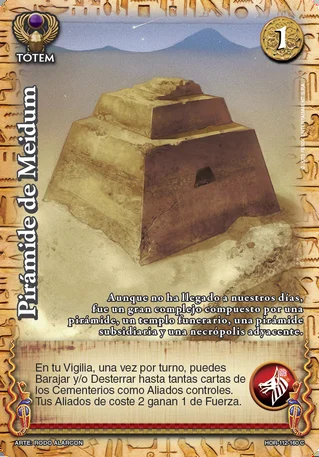 TÓTEM
1
Pirámide de Meidum
Aunque no ha llegado a nuestros días,
fue un gran complejo compuesto por una
pirámide, un templo funerario, una pirámide
subsidiaria y una necrópolis adyacente.
En tu Vigilia, una vez por turno, puedes
Barajar y/o Desterrar hasta tantas cartas de
los Cementerios como Aliados controles.
Tus Aliados de coste 2 ganan 1 de Fuerza.
ARTE: RODO ALARCON